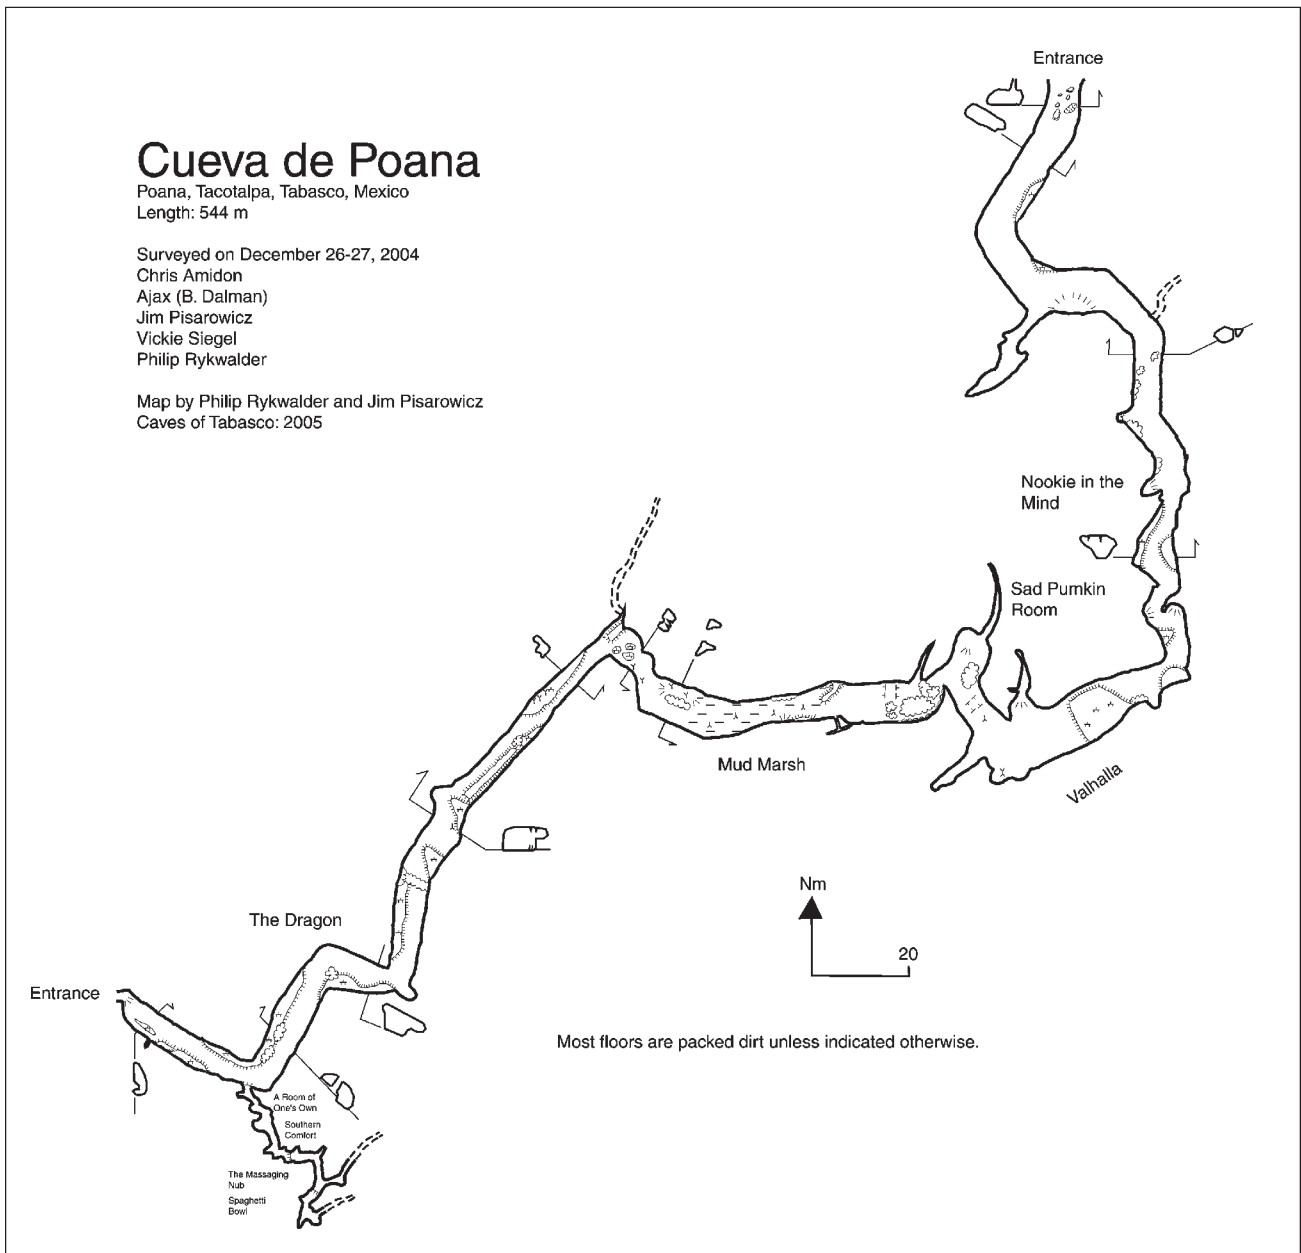 Entrance
Cueva de Poana
Poana, Tacotalpa, Tabasco, Mexico
Length: 544 m
Surveyed on December 26-27, 2004
Chris Amidon
Ajax (B. Dalman)
Jim Pisarowicz
Vickie Siegel
Philip Rykwalder
Map by Philip Rykwalder and Jim Pisarowicz
Caves of Tabasco: 2005
Nookie in the
Mind
Sad Pumkin
Room
Mud Marsh
Valhalla
Nm
20
The Dragon
Entrance
Most floors are packed dirt unless indicated otherwise.
A Room of
One's Own
Southern
Comfort
The Massaging
Nub
Spaghetti
Bowl